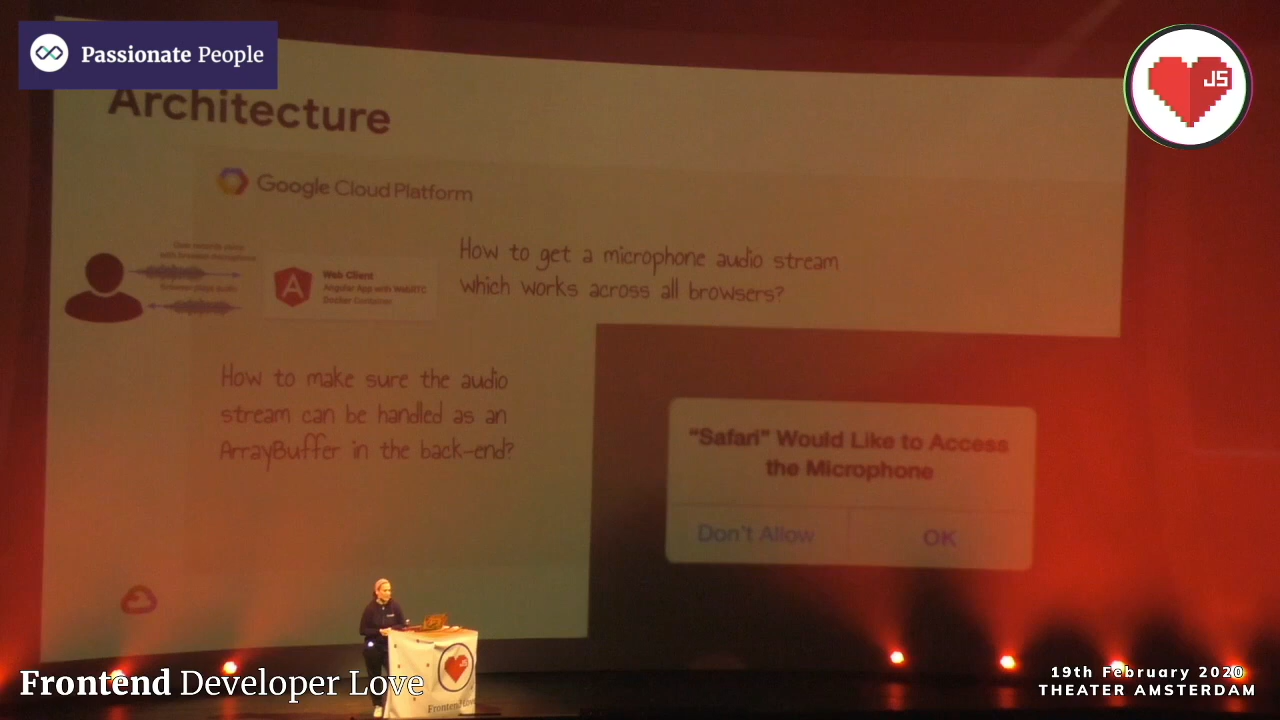 Passionate People
JS
Architecture
Google Cloud Platform
How to get a microphone audio stream
which works across all browsers?
Web Client
Angular App with WebRTC
Docker Container
How to make sure the audio
stream can be handled as an
ArrayBuffer in the back-end?
"Safari" Would Like to Access
the Microphone
Don't Allow
OK
Frontend Developer Love
19th February 2020
THEATER AMSTERDAM